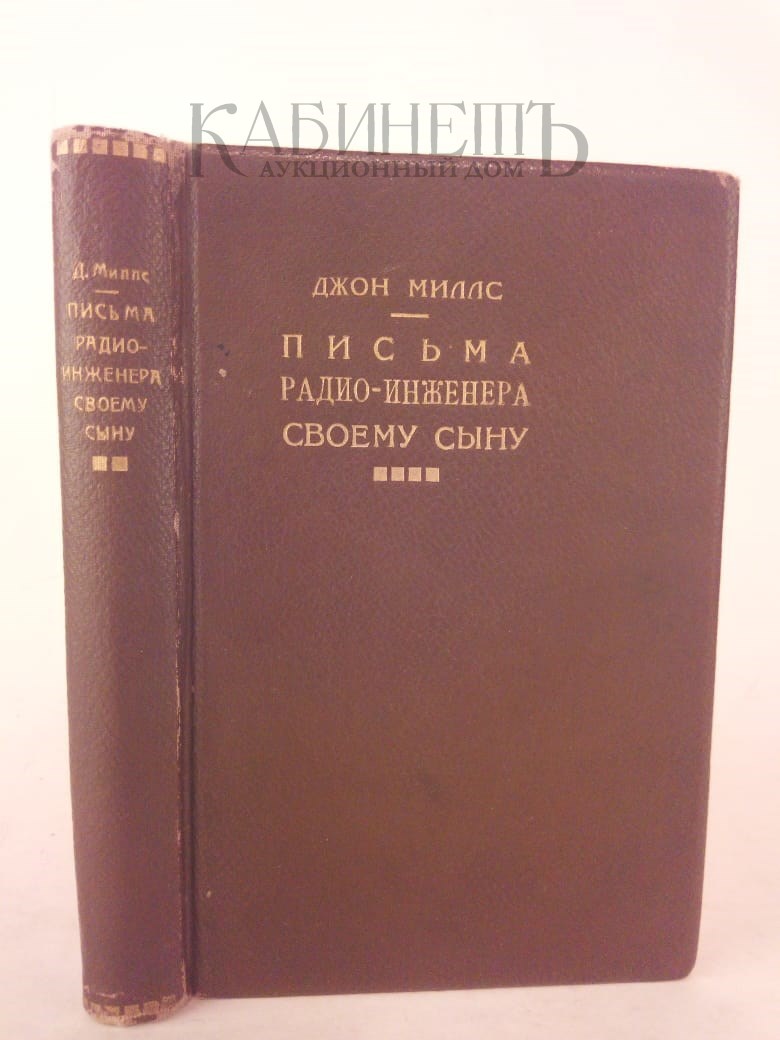 КАБИНЕТЪ
АУКЦИОННЫЙ ДОМ
Д. Миллс
ПИСЬМА
РАДИО-
ИНЖЕНЕРА
СВОЕМУ
СЫНУ
ДЖОН МИЛЛС
ПИСЬМА
РАДИО-ИНЖЕНЕРА
СВОЕМУ СЫНУ